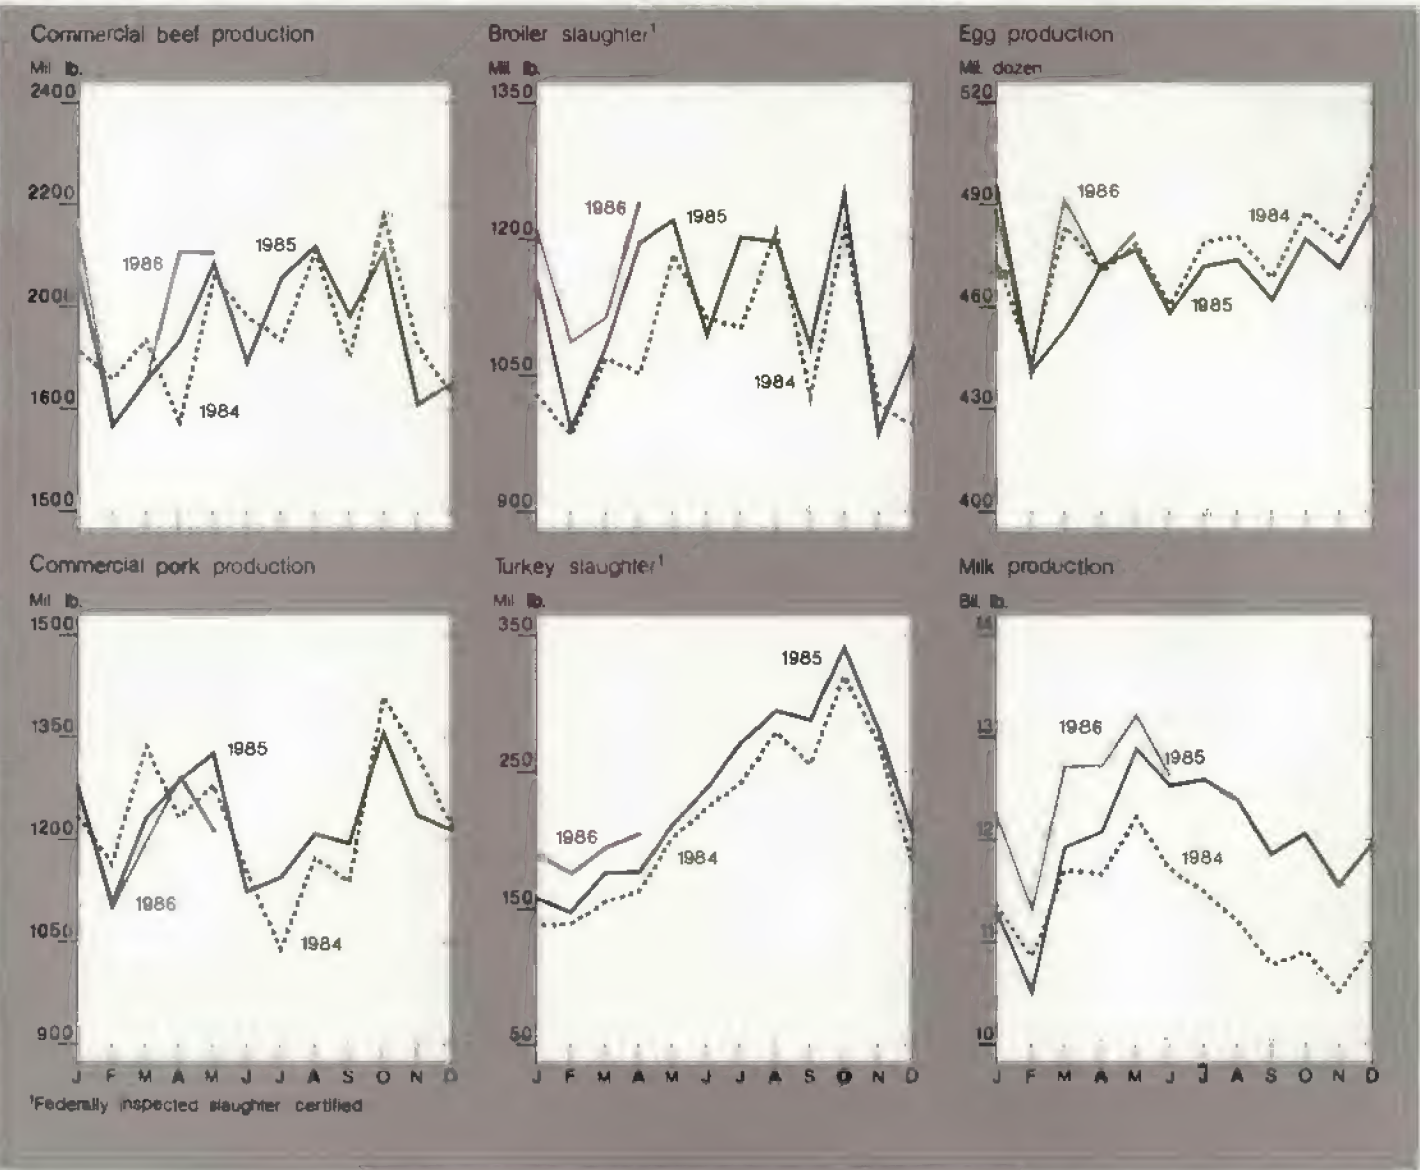 Commercial beef production
Mil lb.
2400
2200
2000
1600
1500
1986
1985
1984
Broiler slaughter¹
Mil lb.
1350
1200
1050
900
1986
1985
1984
Egg production
Mil. dozen
520
490
460
430
400
1986
1984
1985
Commercial pork production
Mil lb.
1500
1350
1200
1050
900
1985
1986
1984
J F M A M J J A S O N D
Turkey slaughter¹
Mil lb.
350
250
150
50
1985
1986
1984
J F M A M J J A S O N D
Milk production
Bil. lb.
14
13
12
11
10
1986
1985
1984
J F M A M J J A S O N D
¹Federally inspected slaughter certified